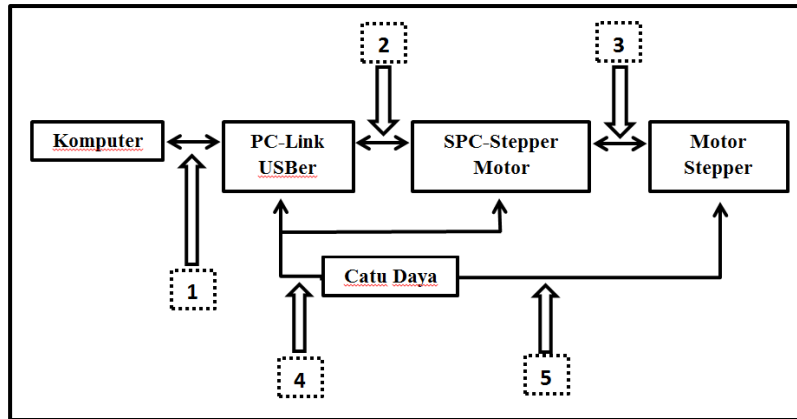 2
3
Komputer
PC-Link
USBer
SPC-Stepper
Motor
Motor
Stepper
Catu Daya
1
4
5